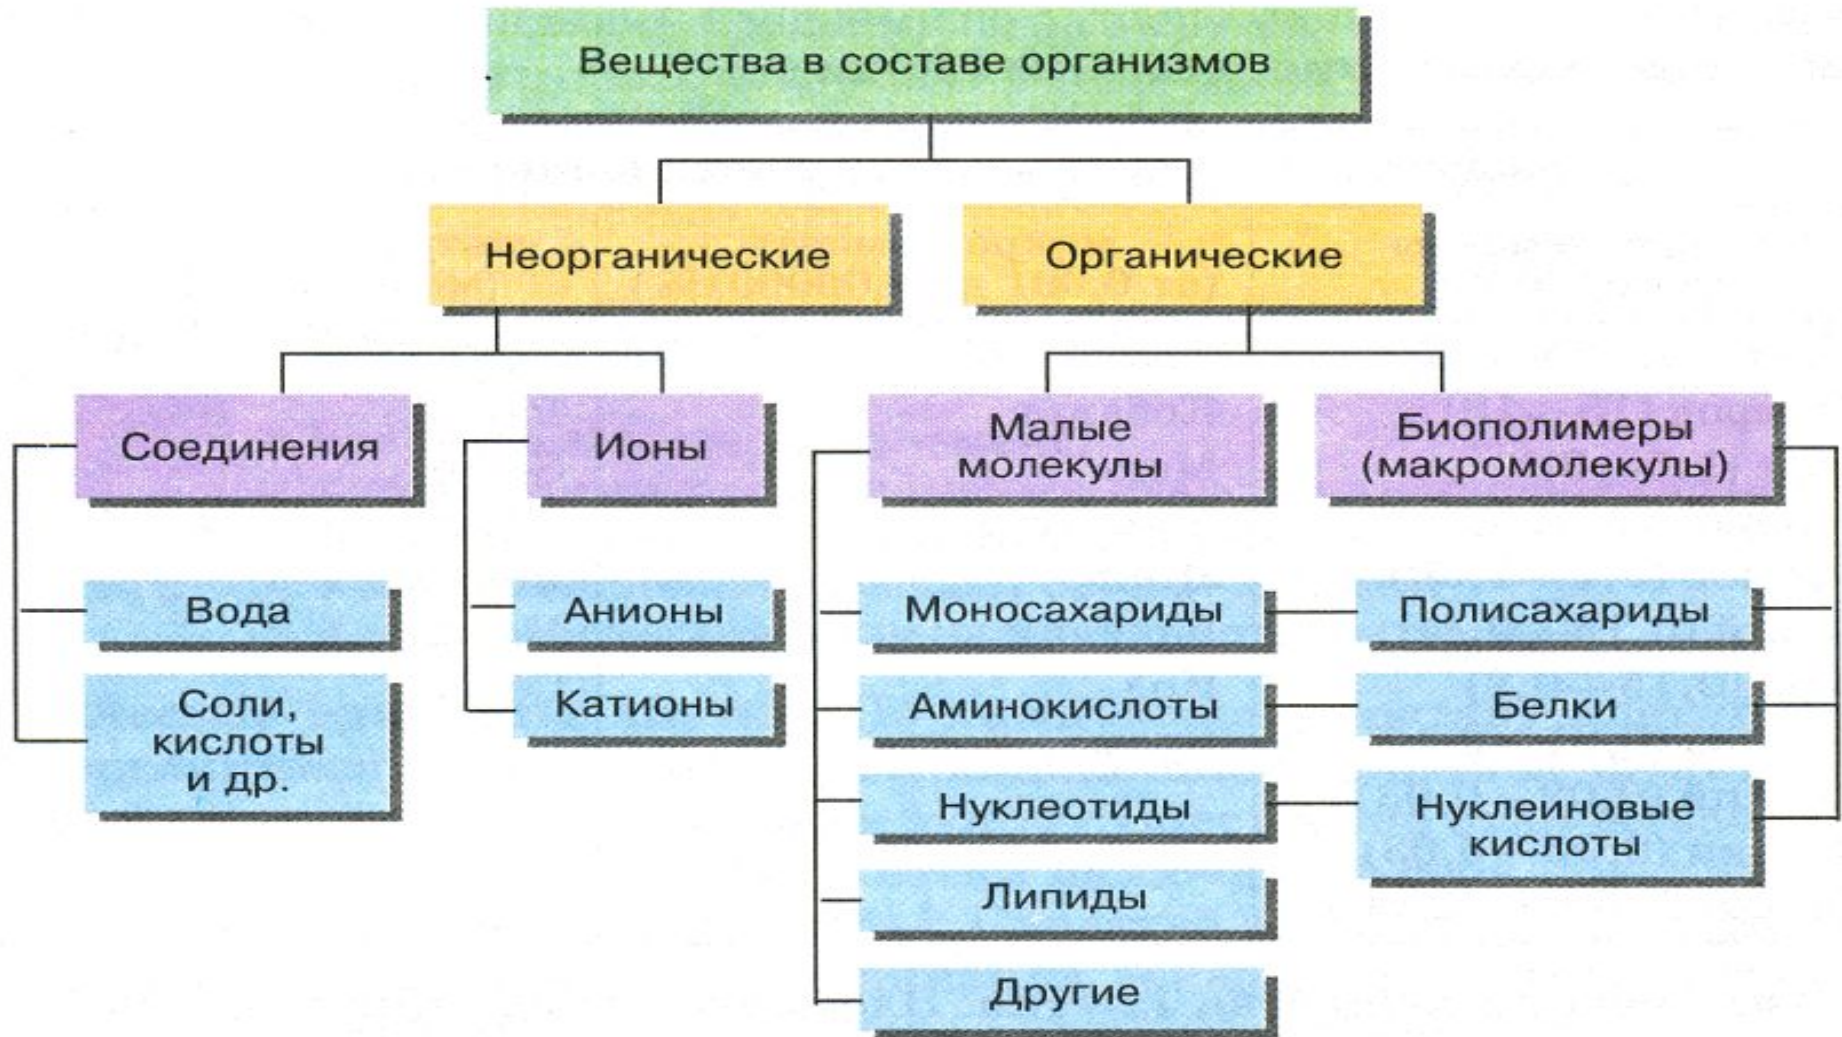 Вещества в составе организмов
Неорганические
Органические
Соединения
Ионы
Малые
молекулы
Биополимеры
(макромолекулы)
Вода
Анионы
Моносахариды
Полисахариды
Соли,
кислоты
и др.
Катионы
Аминокислоты
Белки
Нуклеотиды
Нуклеиновые
кислоты
Липиды
Другие